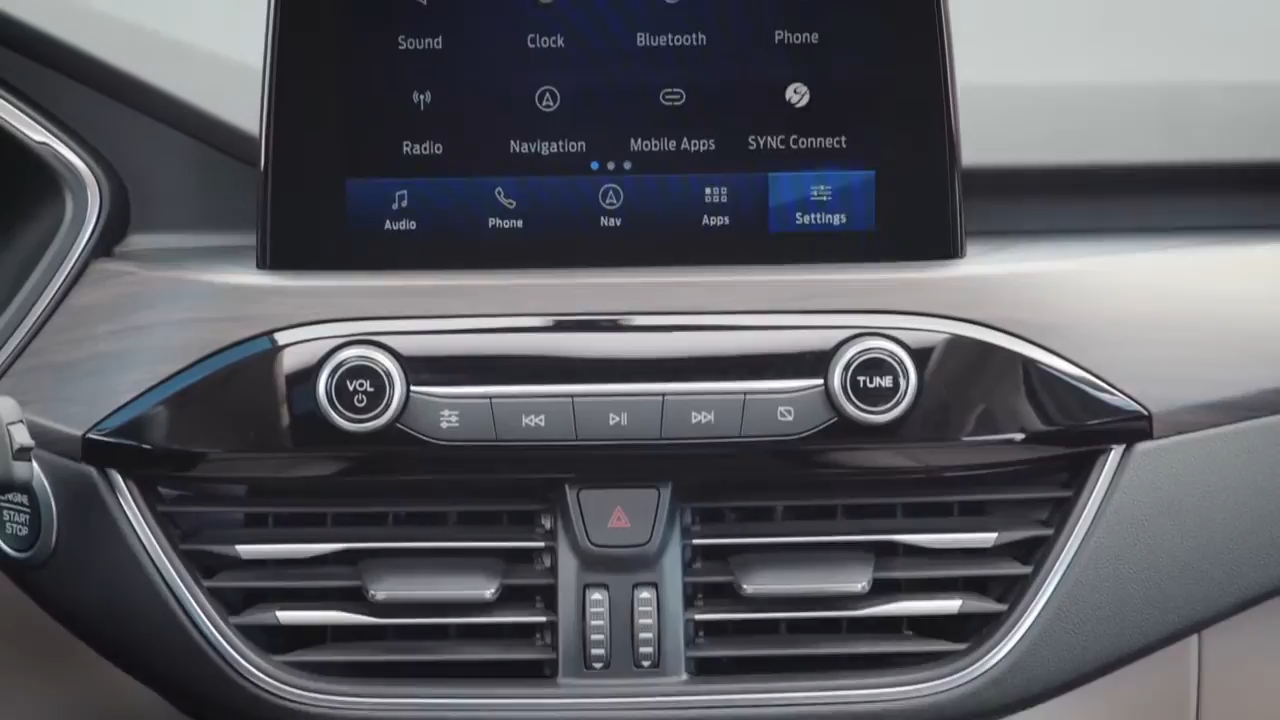 Sound Clock Bluetooth Phone
Radio Navigation Mobile Apps SYNC Connect
Audio Phone Nav Apps Settings
VOL TUNE
ENGINE
START
STOP